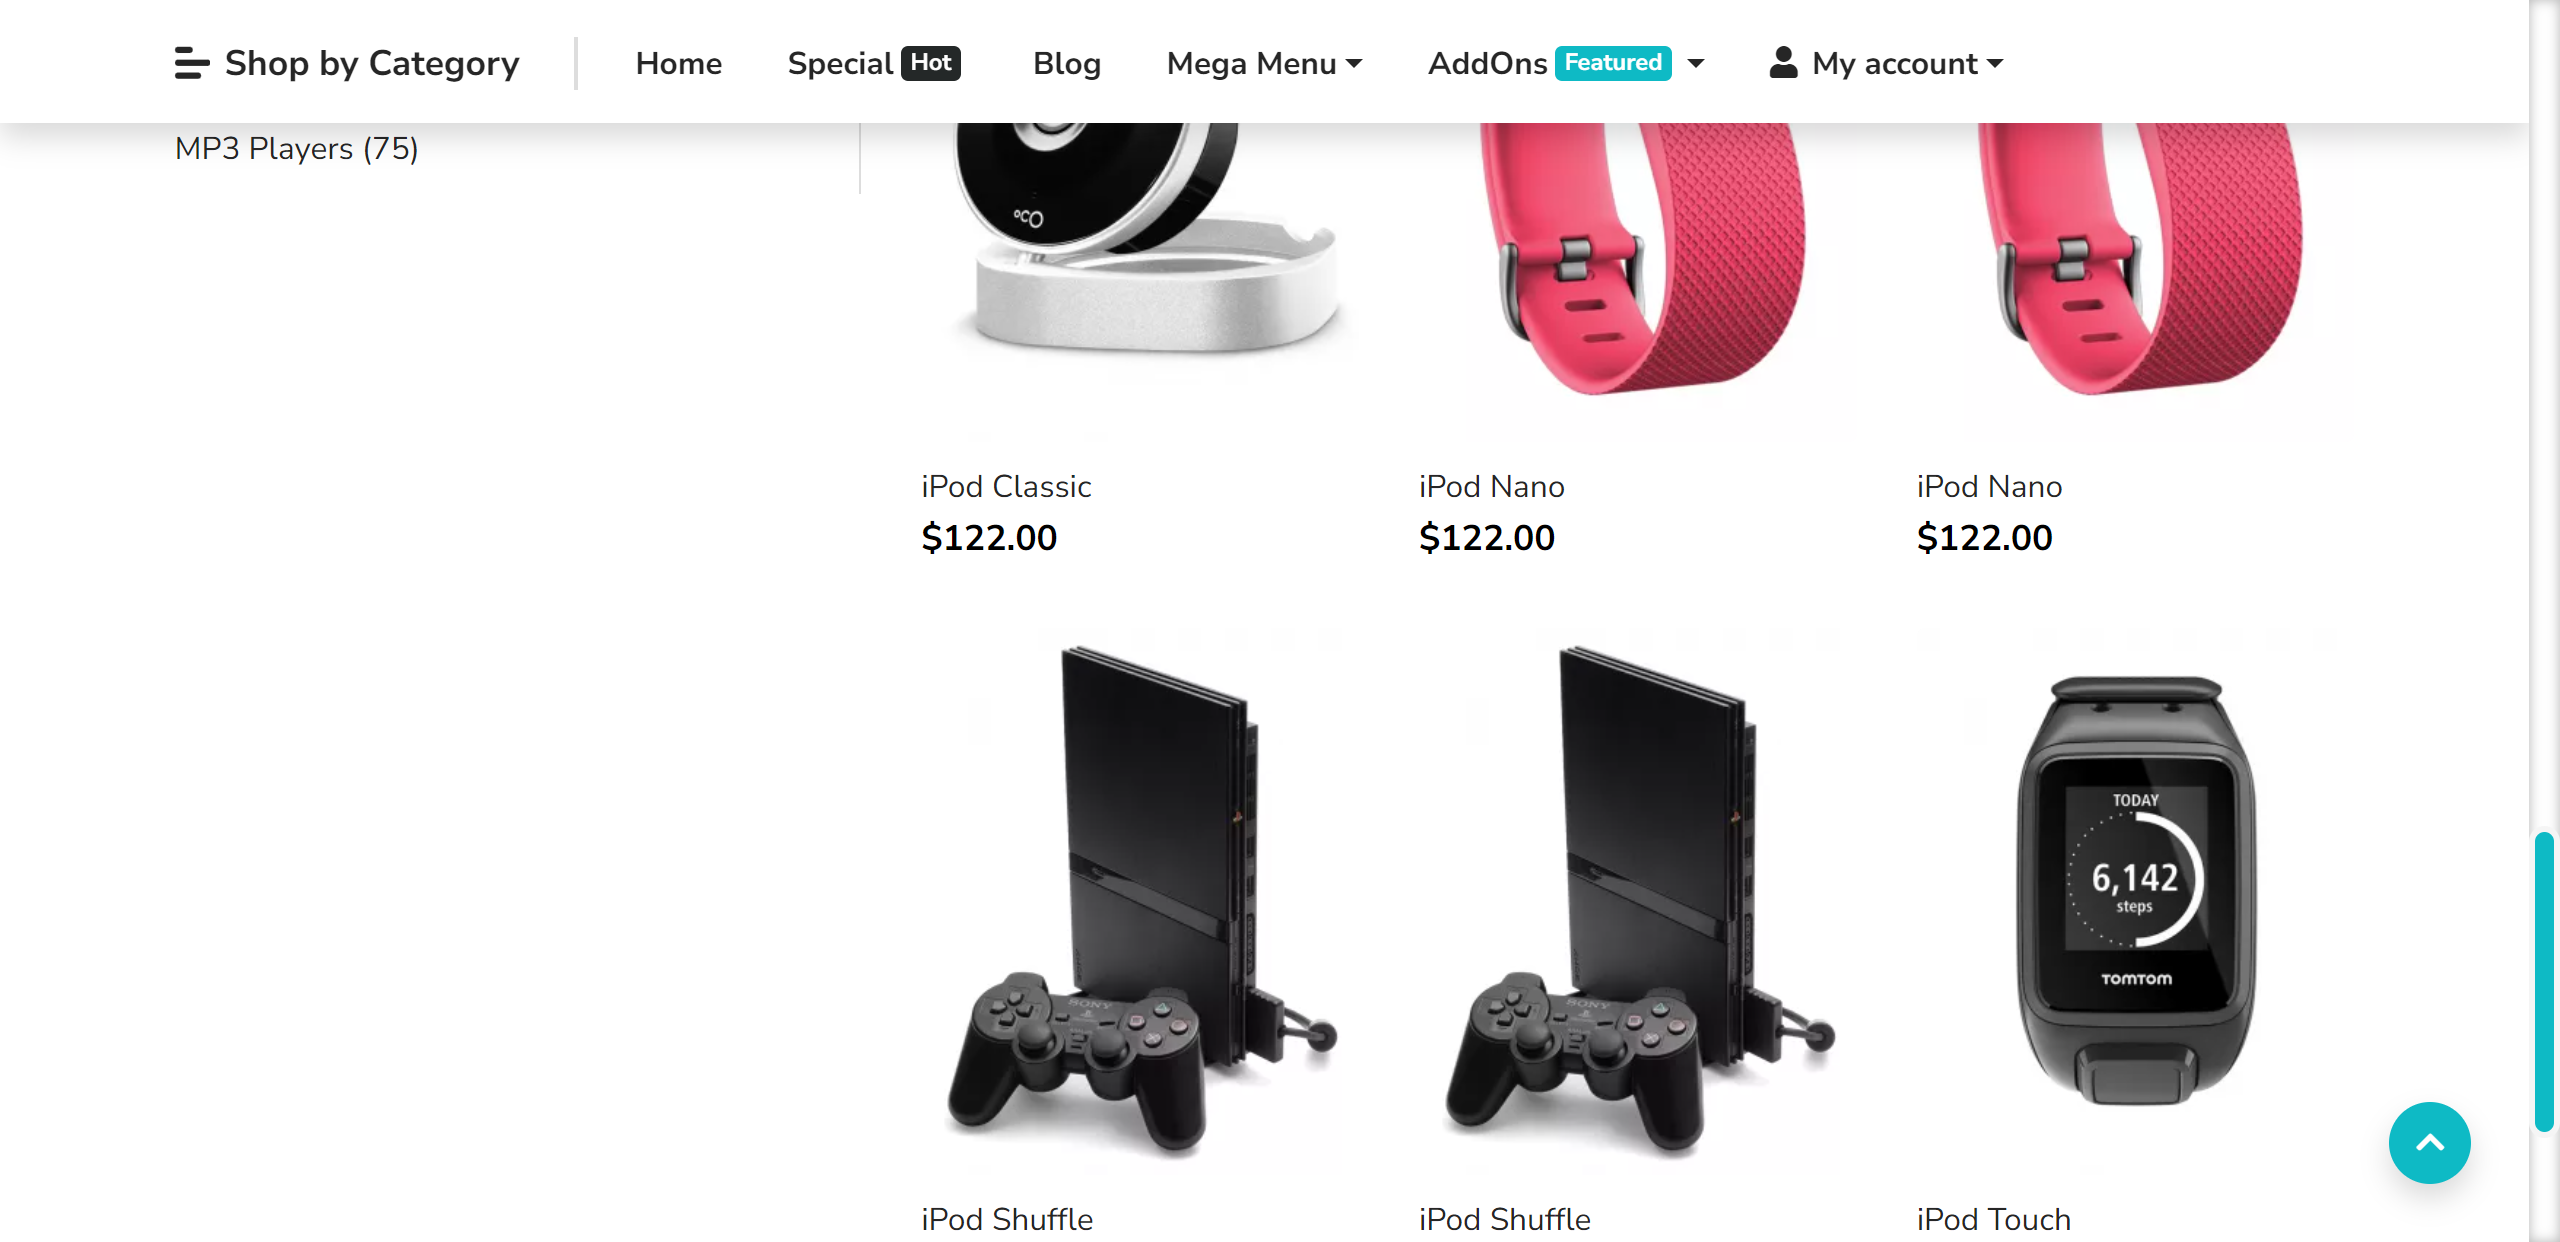 Shop by Category
Home
Special Hot
Blog
Mega Menu
AddOns Featured
My account
MP3 Players (75)
oco
iPod Classic
$122.00
iPod Nano
$122.00
iPod Nano
$122.00
SONY
SONY
TODAY
6,142
steps
TOMTOM
iPod Shuffle
iPod Shuffle
iPod Touch